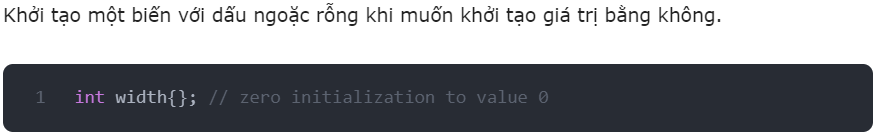 Khởi tạo một biến với dấu ngoặc rỗng khi muốn khởi tạo giá trị bằng không.
1 int width{}; // zero initialization to value 0